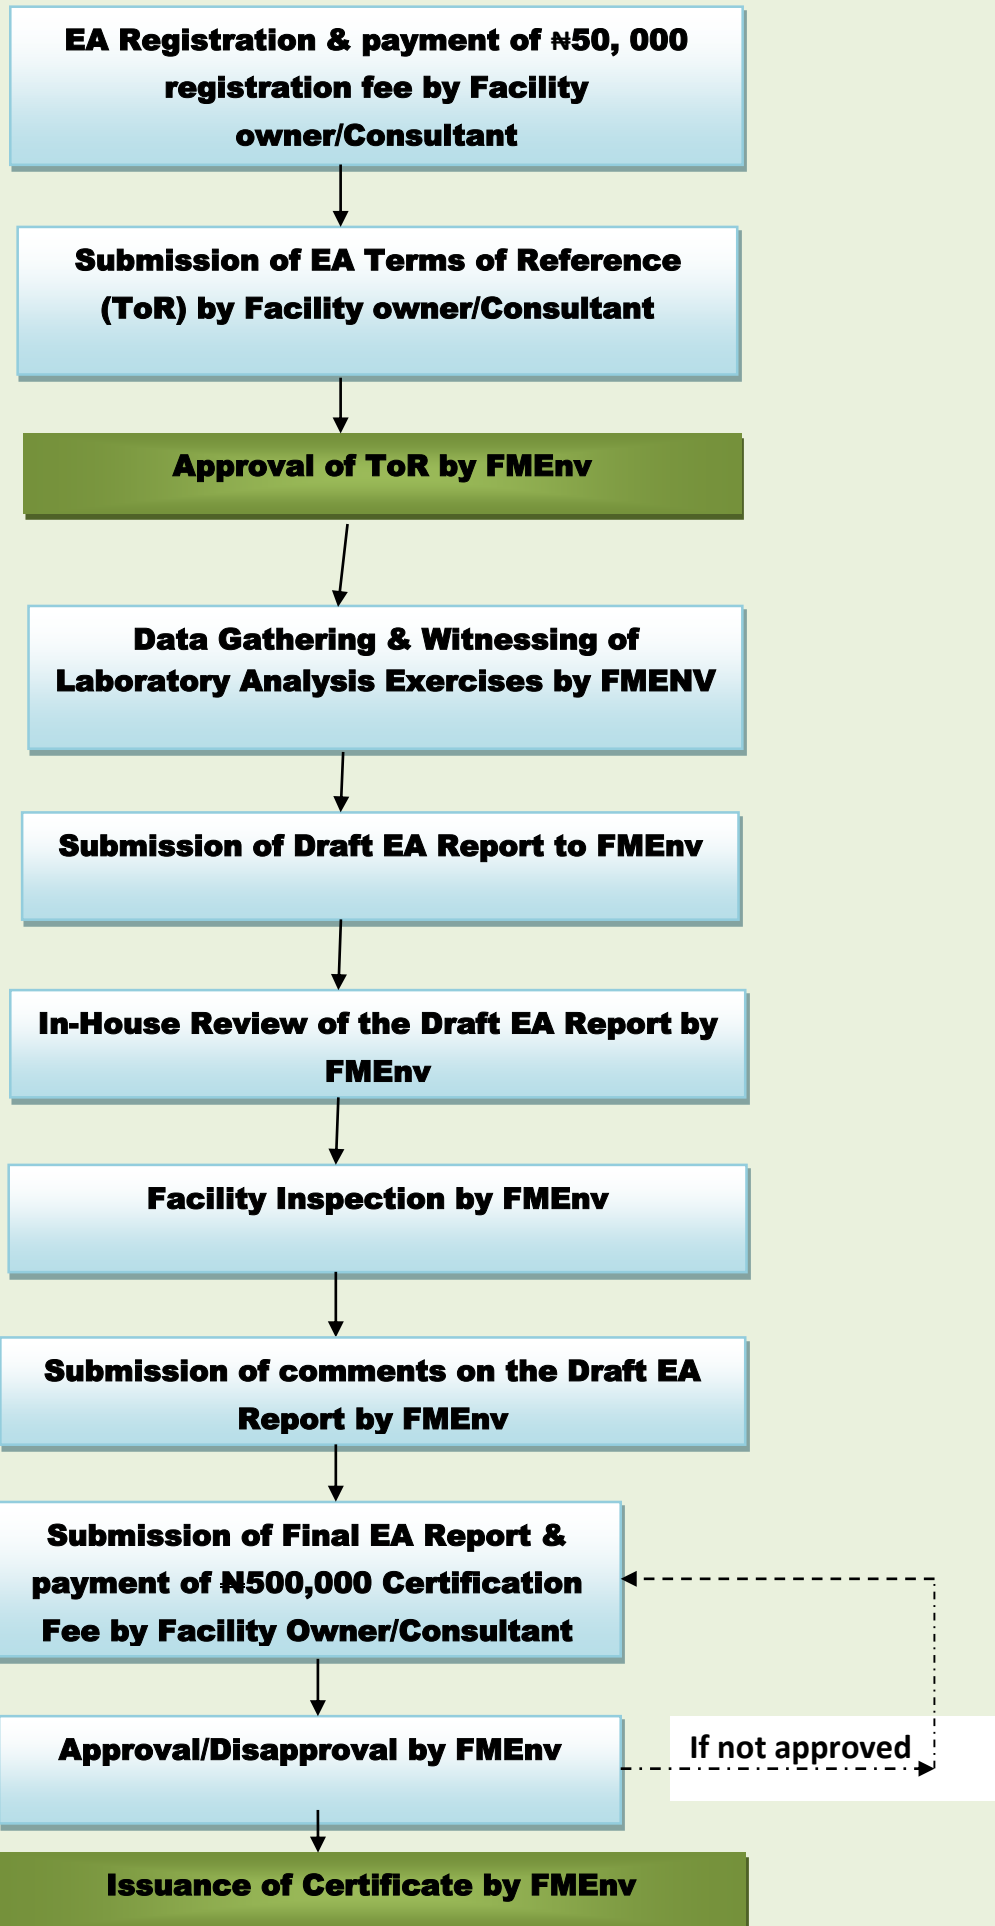 EA Registration & payment of ₦50, 000
registration fee by Facility
owner/Consultant
Submission of EA Terms of Reference
(ToR) by Facility owner/Consultant
Approval of ToR by FMEnv
Data Gathering & Witnessing of
Laboratory Analysis Exercises by FMENV
Submission of Draft EA Report to FMEnv
In-House Review of the Draft EA Report by
FMEnv
Facility Inspection by FMEnv
Submission of comments on the Draft EA
Report by FMEnv
Submission of Final EA Report &
payment of ₦500,000 Certification
Fee by Facility Owner/Consultant
Approval/Disapproval by FMEnv
If not approved
Issuance of Certificate by FMEnv